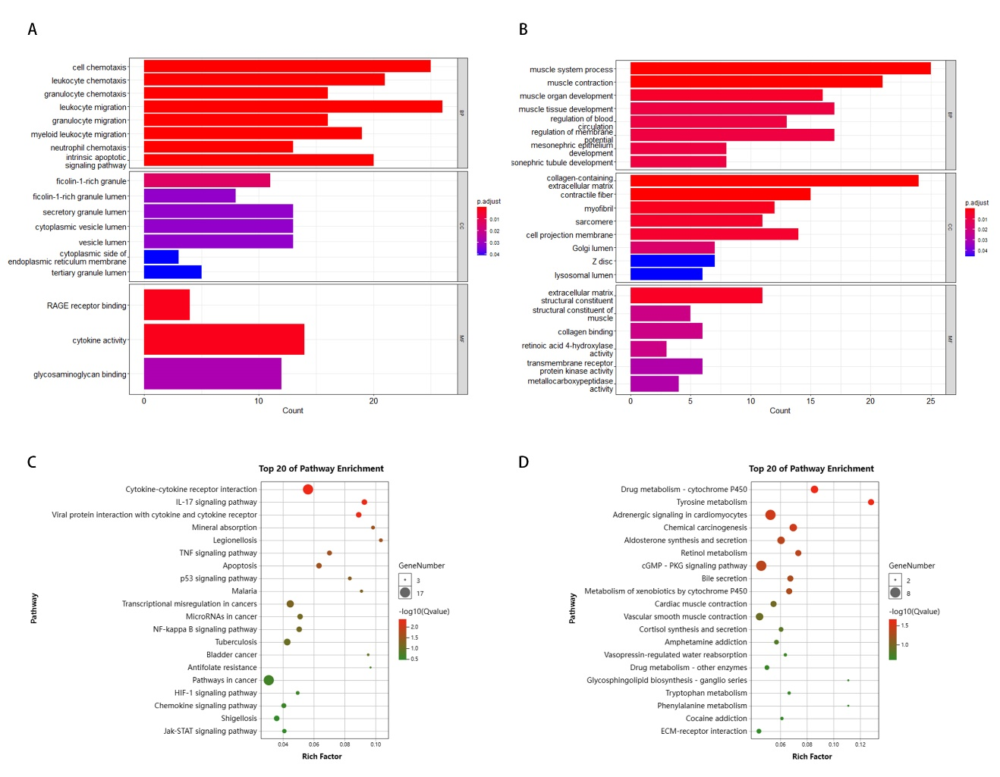 A
cell chemotaxis
leukocyte chemotaxis
granulocyte chemotaxis
leukocyte migration
granulocyte migration
myeloid leukocyte migration
neutrophil chemotaxis
intrinsic apoptotic
signaling pathway
BP
ficolin-1-rich granule
ficolin-1-rich granule lumen
secretory granule lumen
cytoplasmic vesicle lumen
vesicle lumen
cytoplasmic side of
endoplasmic reticulum membrane
tertiary granule lumen
CC
RAGE receptor binding
cytokine activity
glycosaminoglycan binding
MF
0 10 20
Count
p.adjust
0.01
0.02
0.03
0.04
B
muscle system process
muscle contraction
muscle organ development
muscle tissue development
regulation of blood
circulation
regulation of membrane
potential
mesonephric epithelium
development
sonephric tubule development
BP
collagen-containing
extracellular matrix
contractile fiber
myofibril
sarcomere
cell projection membrane
Golgi lumen
Z disc
lysosomal lumen
CC
extracellular matrix
structural constituent
structural constituent of
muscle
collagen binding
retinoic acid 4-hydroxylase
activity
transmembrane receptor
protein kinase activity
metallocarboxypeptidase
activity
MF
0 5 10 15 20 25
Count
p.adjust
0.01
0.02
0.03
0.04
C
Top 20 of Pathway Enrichment
Pathway
Cytokine-cytokine receptor interaction
IL-17 signaling pathway
Viral protein interaction with cytokine and cytokine receptor
Mineral absorption
Legionellosis
TNF signaling pathway
Apoptosis
p53 signaling pathway
Malaria
Transcriptional misregulation in cancers
MicroRNAs in cancer
NF-kappa B signaling pathway
Tuberculosis
Bladder cancer
Antifolate resistance
Pathways in cancer
HIF-1 signaling pathway
Chemokine signaling pathway
Shigellosis
Jak-STAT signaling pathway
0.04 0.06 0.08 0.10
Rich Factor
GeneNumber
3
17
-log10(Qvalue)
2.0
1.5
1.0
0.5
D
Top 20 of Pathway Enrichment
Pathway
Drug metabolism - cytochrome P450
Tyrosine metabolism
Adrenergic signaling in cardiomyocytes
Chemical carcinogenesis
Aldosterone synthesis and secretion
Retinol metabolism
cGMP - PKG signaling pathway
Bile secretion
Metabolism of xenobiotics by cytochrome P450
Cardiac muscle contraction
Vascular smooth muscle contraction
Cortisol synthesis and secretion
Amphetamine addiction
Vasopressin-regulated water reabsorption
Drug metabolism - other enzymes
Glycosphingolipid biosynthesis - ganglio series
Tryptophan metabolism
Phenylalanine metabolism
Cocaine addiction
ECM-receptor interaction
0.06 0.08 0.10 0.12
Rich Factor
GeneNumber
2
8
-log10(Qvalue)
1.5
1.0